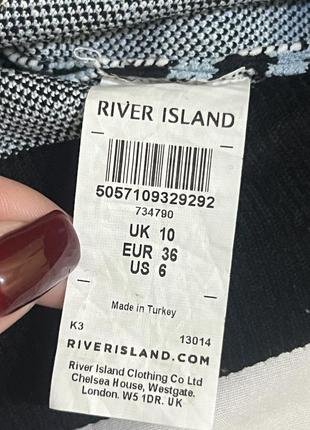 RIVER ISLAND
5057109329292
734790
UK 10
EUR 36
US 6
Made in Turkey
K3 13014
RIVERISLAND.COM
River Island Clothing Co Ltd
Chelsea House, Westgate.
London. W5 1DR. UK